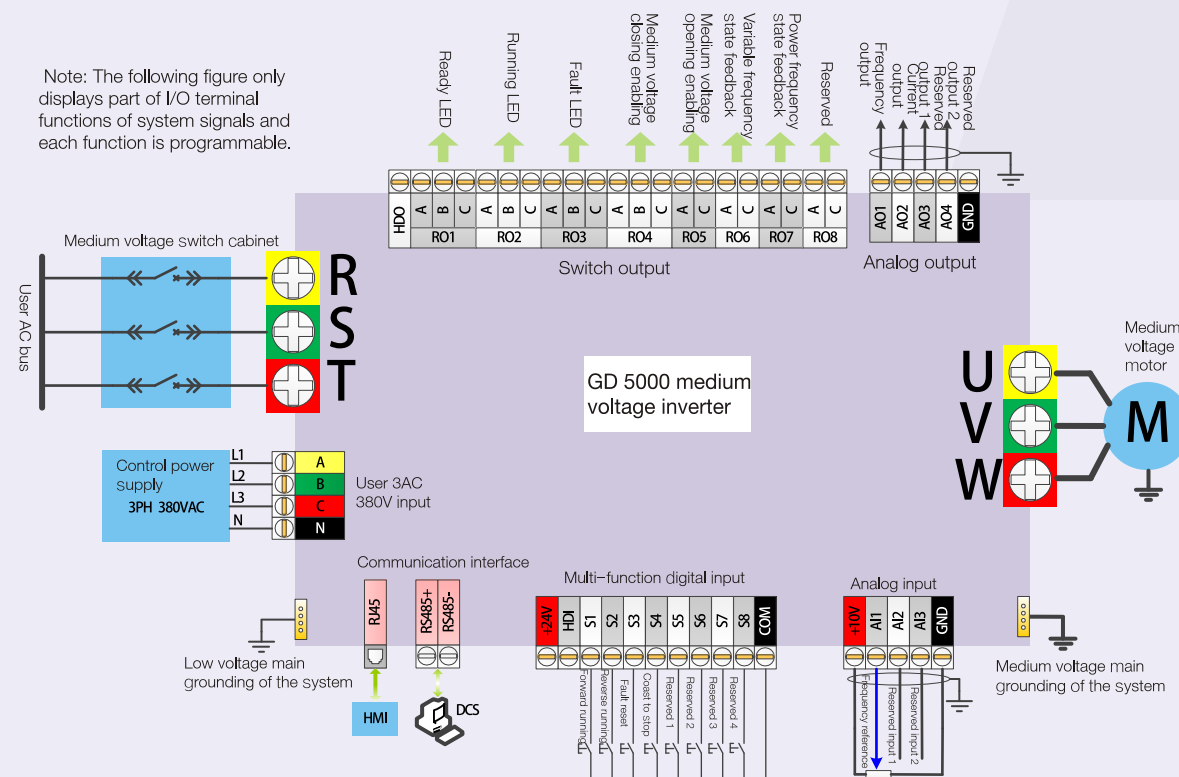 Note: The following figure only
displays part of I/O terminal
functions of system signals and
each function is programmable.
Ready LED
Running LED
Fault LED
Medium voltage
closing enabling
Medium voltage
opening enabling
Variable frequency
state feedback
Power frequency
state feedback
Reserved
Frequency
output
Current
output
Reserved
output 1
Reserved
output 2
HDO
A
B
C
A
B
C
A
B
C
A
B
C
A
C
A
C
A
C
A
C
RO1
RO2
RO3
RO4
RO5
RO6
RO7
RO8
AO1
AO2
AO3
AO4
GND
Switch output
Analog output
Medium voltage switch cabinet
User AC bus
R
S
T
GD 5000 medium
voltage inverter
U
V
W
Medium
voltage
motor
M
Control power
supply
3PH 380VAC
L1
L2
L3
N
A
B
C
N
User 3AC
380V input
Communication interface
RJ45
RS485+
RS485-
HMI
DCS
Low voltage main
grounding of the system
Multi-function digital input
+24V
HDI
S1
S2
S3
S4
S5
S6
S7
S8
COM
Forward running
Reverse running
Fault reset
Coast to stop
Reserved 1
Reserved 2
Reserved 3
Reserved 4
Analog input
+10V
AI1
AI2
AI3
GND
Frequency reference
Reserved input 1
Reserved input 2
Medium voltage main
grounding of the system